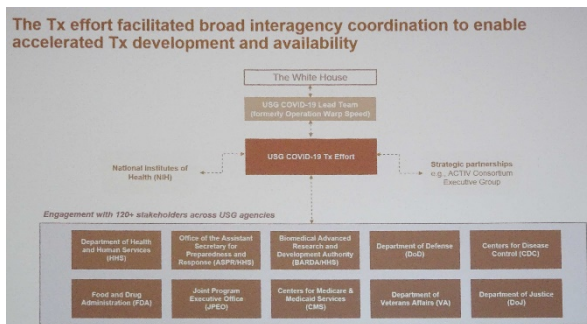 The Tx effort facilitated broad interagency coordination to enable
accelerated Tx development and availability
The White House
USG COVID-19 Lead Team
(formerly Operation Warp Speed)
National Institutes of
Health (NIH)
USG COVID-19 Tx Effort
Strategic partnerships
e.g., ACTIV Consortium
Executive Group
Engagement with 120+ stakeholders across USG agencies
Department of Health
and Human Services
(HHS)
Office of the Assistant
Secretary for
Preparedness and
Response (ASPR/HHS)
Biomedical Advanced
Research and
Development Authority
(BARDA/HHS)
Department of Defense
(DoD)
Centers for Disease
Control (CDC)
Food and Drug
Administration (FDA)
Joint Program
Executive Office
(JPEO)
Centers for Medicare &
Medicaid Services
(CMS)
Department of
Veterans Affairs (VA)
Department of Justice
(DoJ)